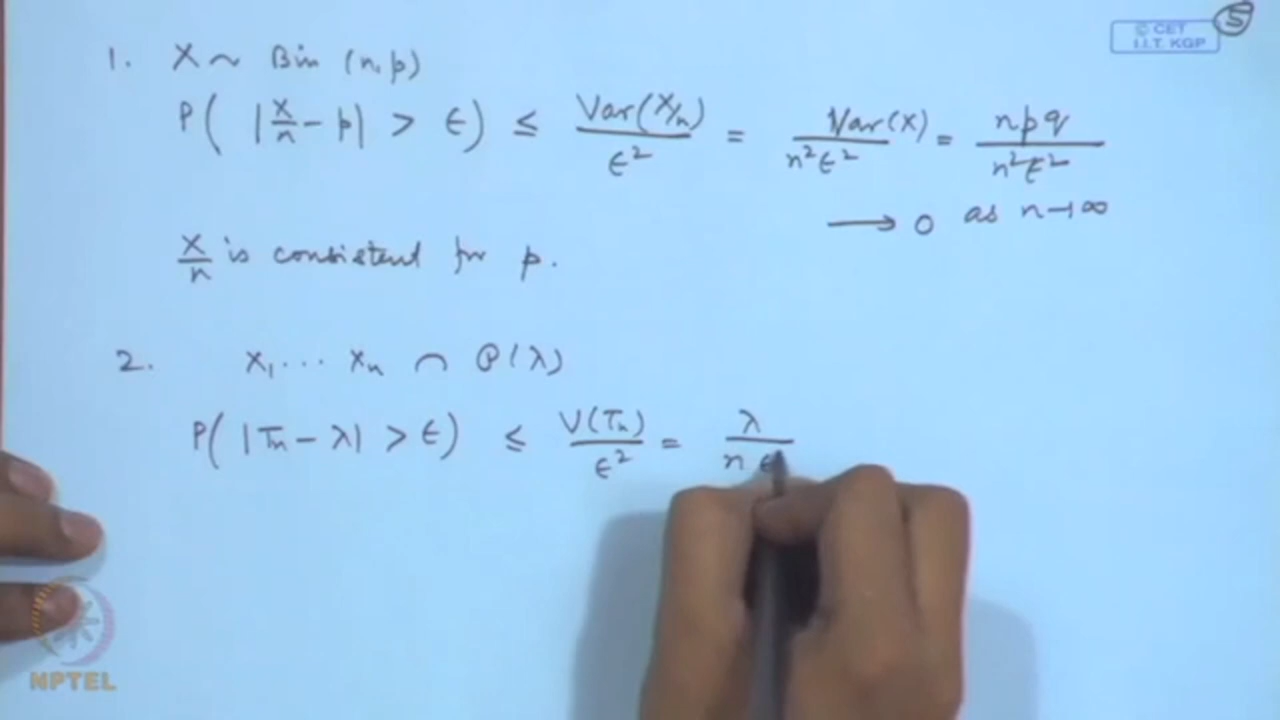 5
© CET
I.I.T. KGP
1. X ~ Bin (n, p)
P( |X/n - p| > ϵ) ≤ Var(X/n)/ϵ² = Var(X)/n²ϵ² = npq/n²ϵ²
→ 0 as n→∞
X/n is consistent for p.
2. X₁ ... Xₙ ∩ P(λ)
P( |Tₙ - λ| > ϵ) ≤ V(Tₙ)/ϵ² = λ/n ϵ
NPTEL